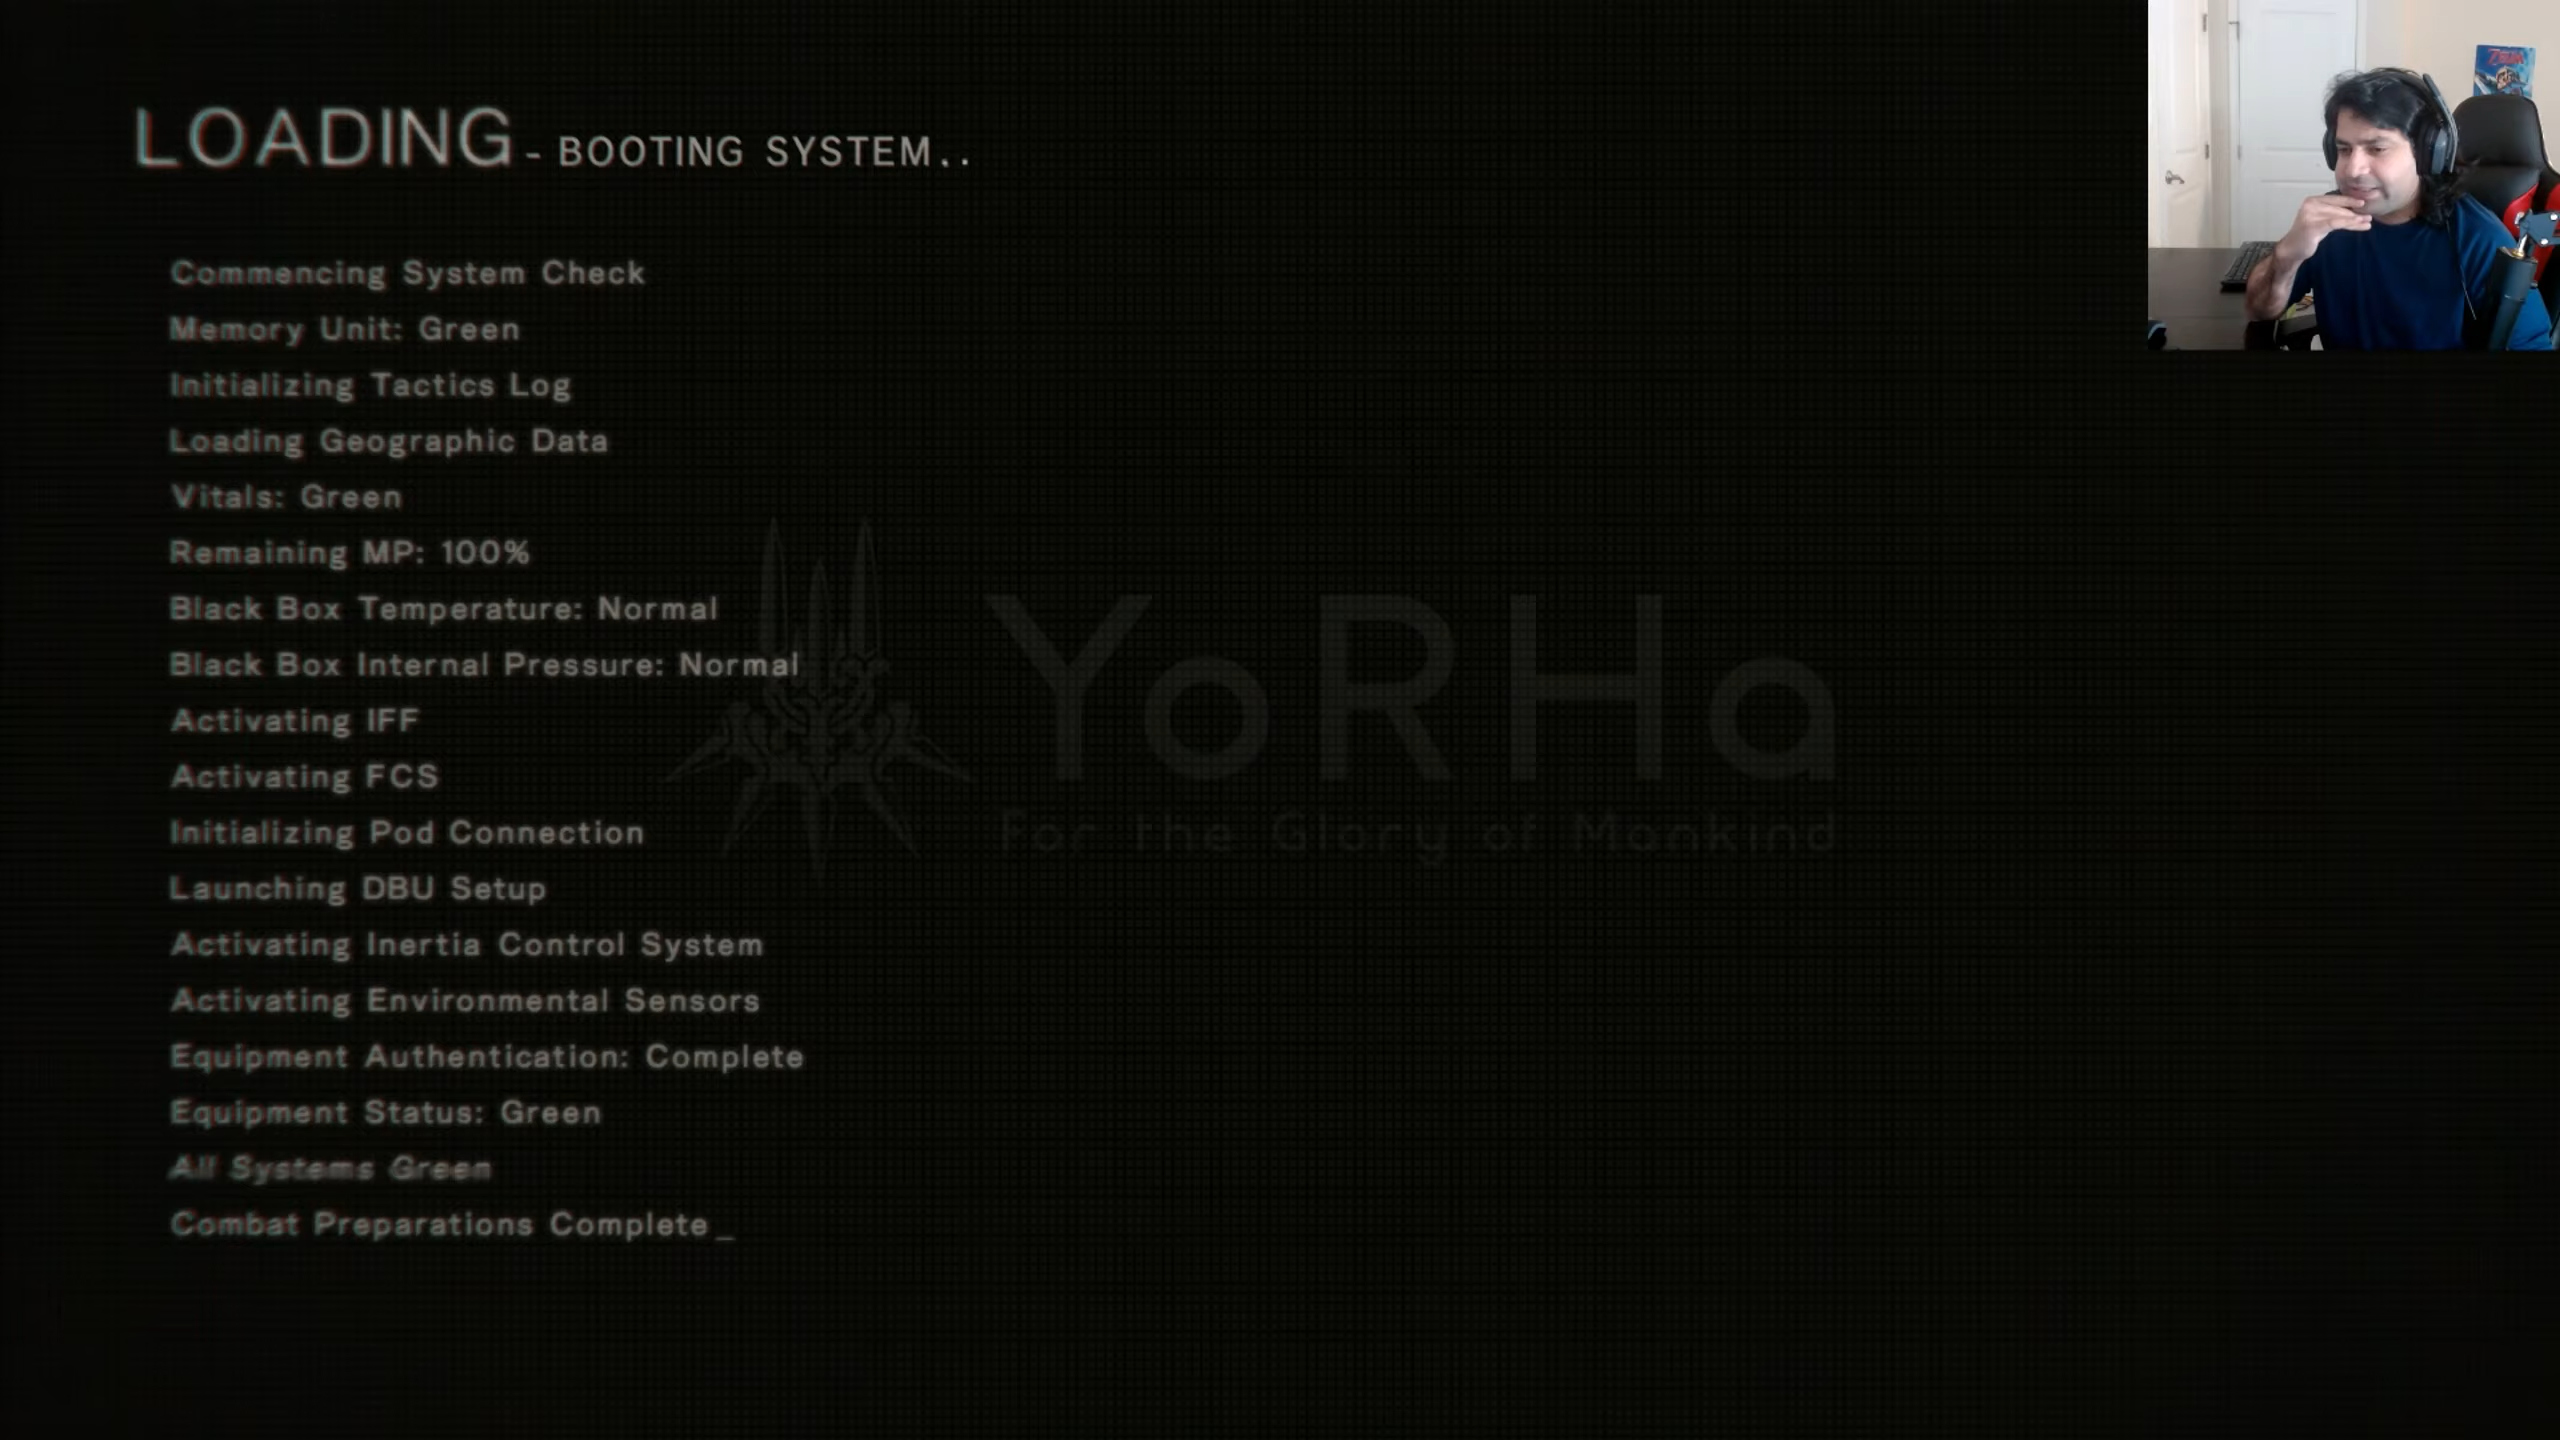 LOADING - BOOTING SYSTEM..
Commencing System Check
Memory Unit: Green
Initializing Tactics Log
Loading Geographic Data
Vitals: Green
Remaining MP: 100%
Black Box Temperature: Normal
Black Box Internal Pressure: Normal
Activating IFF
Activating FCS
Initializing Pod Connection
Launching DBU Setup
Activating Inertia Control System
Activating Environmental Sensors
Equipment Authentication: Complete
Equipment Status: Green
All Systems Green
Combat Preparations Complete_
YoRHa
For the Glory of Mankind
ZELDA